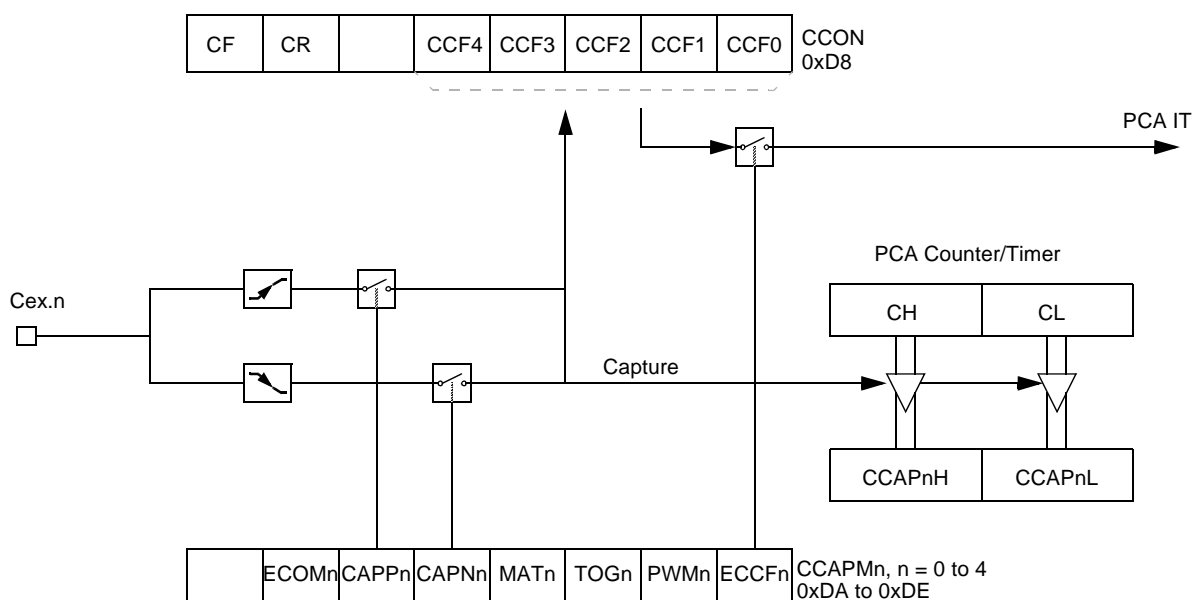 CF CR CCF4 CCF3 CCF2 CCF1 CCF0 CCON
0xD8
PCA IT
PCA Counter/Timer
Cex.n
CH CL
Capture
CCAPnH CCAPnL
ECOMn CAPPn CAPNn MATn TOGn PWMn ECCFn CCAPMn, n = 0 to 4
0xDA to 0xDE